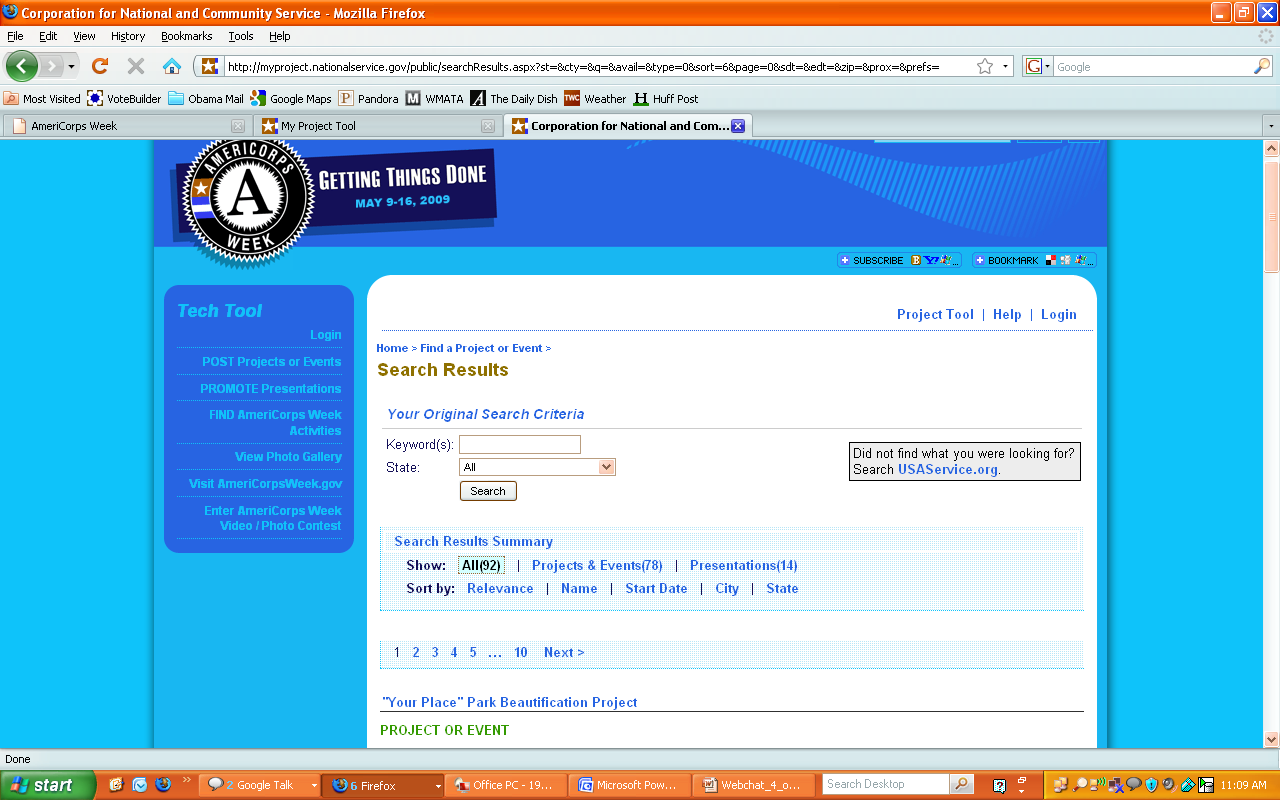 Corporation for National and Community Service - Mozilla Firefox
File Edit View History Bookmarks Tools Help
http://myproject.nationalservice.gov/public/searchResults.aspx?st=&cty=&q=&avail=&type=0&sort=6&page=0&sdt=&edt=&zip=&prox=&prefs=
G Google
Most Visited VoteBuilder Obama Mail Google Maps P Pandora M WMATA A The Daily Dish TWC Weather H Huff Post
AmeriCorps Week My Project Tool Corporation for National and Com...
AMERICORPS
A
WEEK
GETTING THINGS DONE
MAY 9-16, 2009
SUBSCRIBE B Y! ... BOOKMARK ...
Tech Tool
Login
POST Projects or Events
PROMOTE Presentations
FIND AmeriCorps Week
Activities
View Photo Gallery
Visit AmeriCorpsWeek.gov
Enter AmeriCorps Week
Video / Photo Contest
Project Tool | Help | Login
Home > Find a Project or Event >
Search Results
Your Original Search Criteria
Keyword(s):
State: All
Search
Did not find what you were looking for?
Search USAService.org.
Search Results Summary
Show: All(92) | Projects & Events(78) | Presentations(14)
Sort by: Relevance | Name | Start Date | City | State
1 2 3 4 5 ... 10 Next >
"Your Place" Park Beautification Project
PROJECT OR EVENT
Done
start » 2 Google Talk 6 Firefox Office PC - 19... Microsoft Pow... Webchat_4_o... Search Desktop 11:09 AM